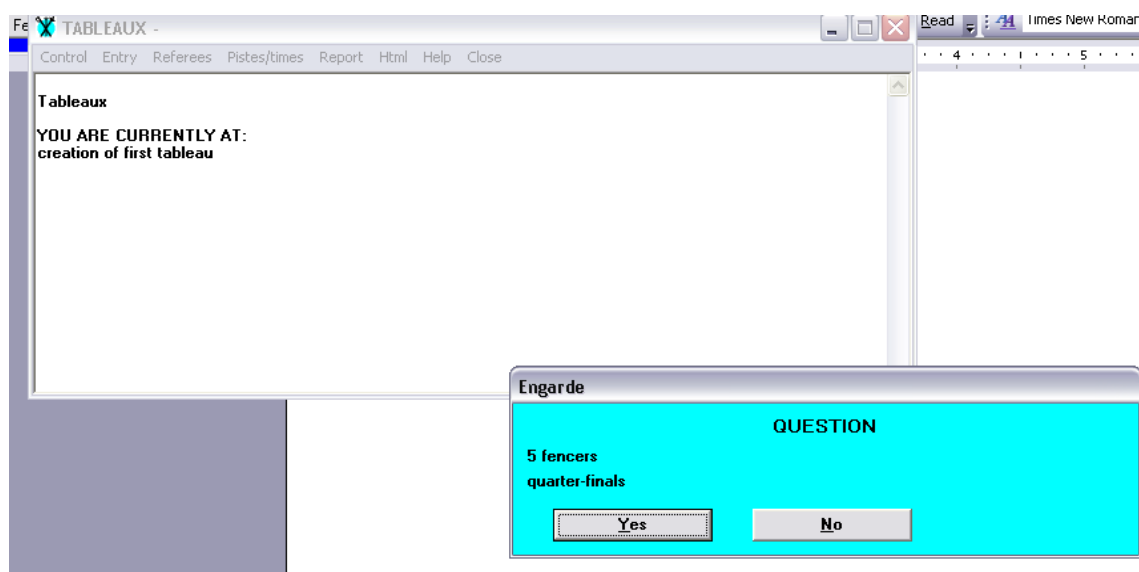 Fe
TABLEAUX -
Read
Times New Roman
Control Entry Referees Pistes/times Report Html Help Close
4 5
Tableaux
YOU ARE CURRENTLY AT:
creation of first tableau
Engarde
QUESTION
5 fencers
quarter-finals
Yes No